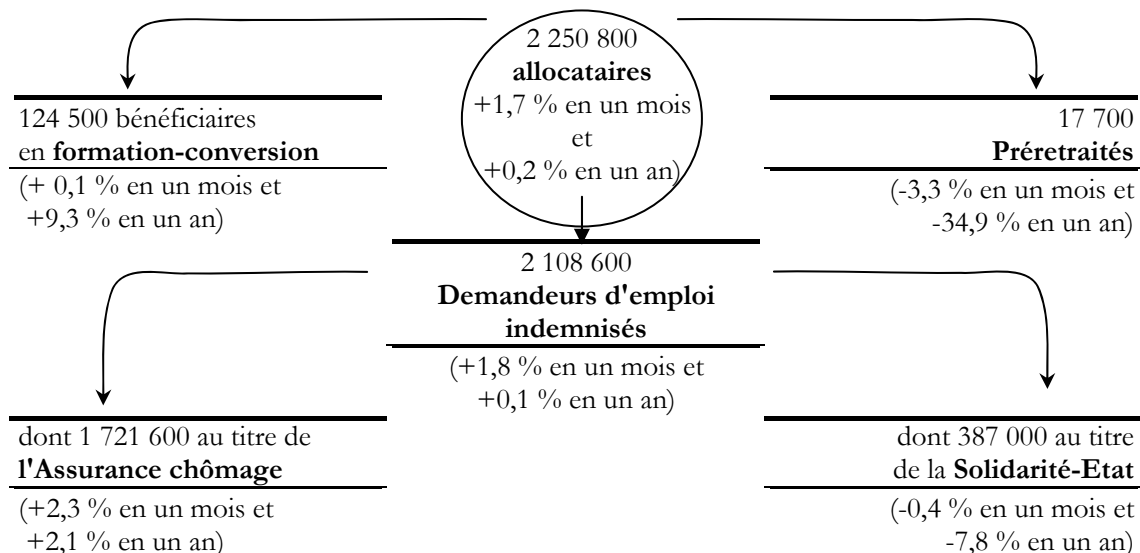 2 250 800
allocataires
+1,7 % en un mois
et
+0,2 % en un an)
124 500 bénéficiaires
en formation-conversion
(+ 0,1 % en un mois et
+9,3 % en un an)
17 700
Préretraités
(-3,3 % en un mois et
-34,9 % en un an)
2 108 600
Demandeurs d'emploi
indemnisés
(+1,8 % en un mois et
+0,1 % en un an)
dont 1 721 600 au titre de
l'Assurance chômage
(+2,3 % en un mois et
+2,1 % en un an)
dont 387 000 au titre
de la Solidarité-Etat
(-0,4 % en un mois et
-7,8 % en un an)